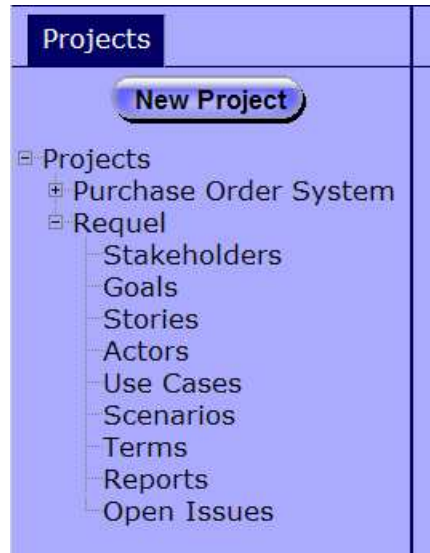 Projects
New Project
Projects
Purchase Order System
Requel
Stakeholders
Goals
Stories
Actors
Use Cases
Scenarios
Terms
Reports
Open Issues